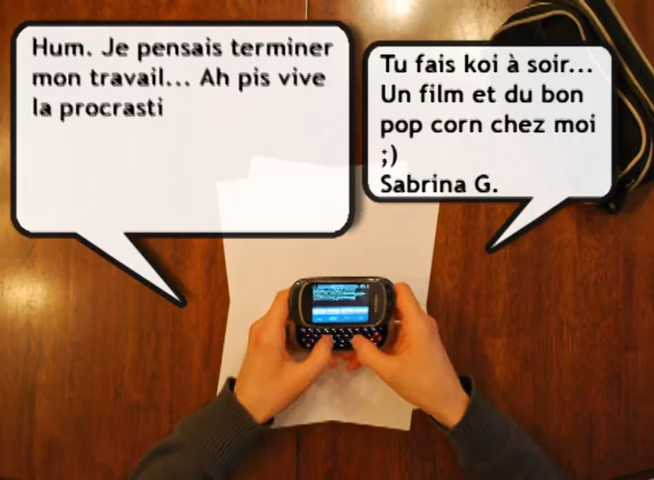 Hum. Je pensais terminer
mon travail... Ah pis vive
la procrasti
Tu fais koi à soir...
Un film et du bon
pop corn chez moi
;)
Sabrina G.